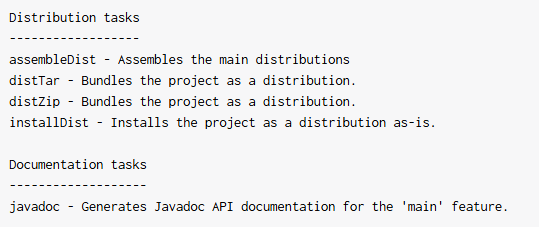 Distribution tasks
------------------
assembleDist - Assembles the main distributions
distTar - Bundles the project as a distribution.
distZip - Bundles the project as a distribution.
installDist - Installs the project as a distribution as-is.
Documentation tasks
-------------------
javadoc - Generates Javadoc API documentation for the 'main' feature.